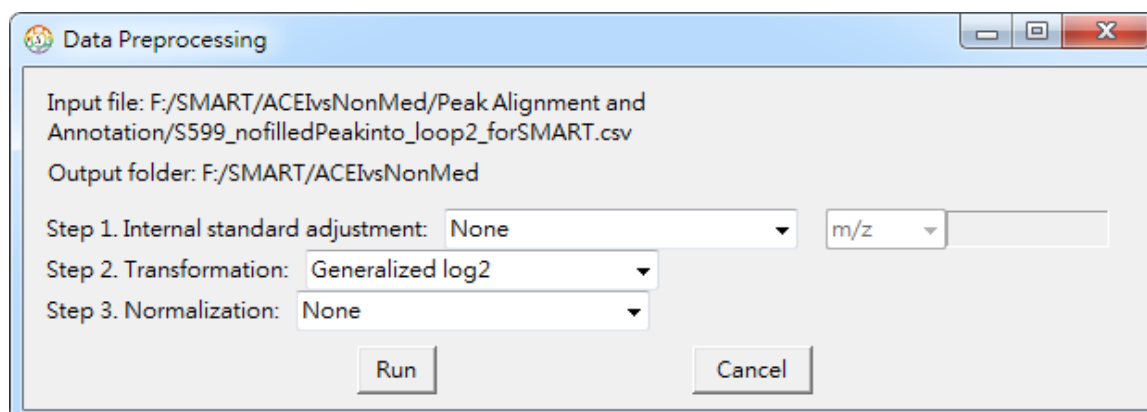 Data Preprocessing
Input file: F:/SMART/ACEIvsNonMed/Peak Alignment and
Annotation/S599_nofilledPeakinto_loop2_forSMART.csv
Output folder: F:/SMART/ACEIvsNonMed
Step 1. Internal standard adjustment: None m/z
Step 2. Transformation: Generalized log2
Step 3. Normalization: None
Run Cancel